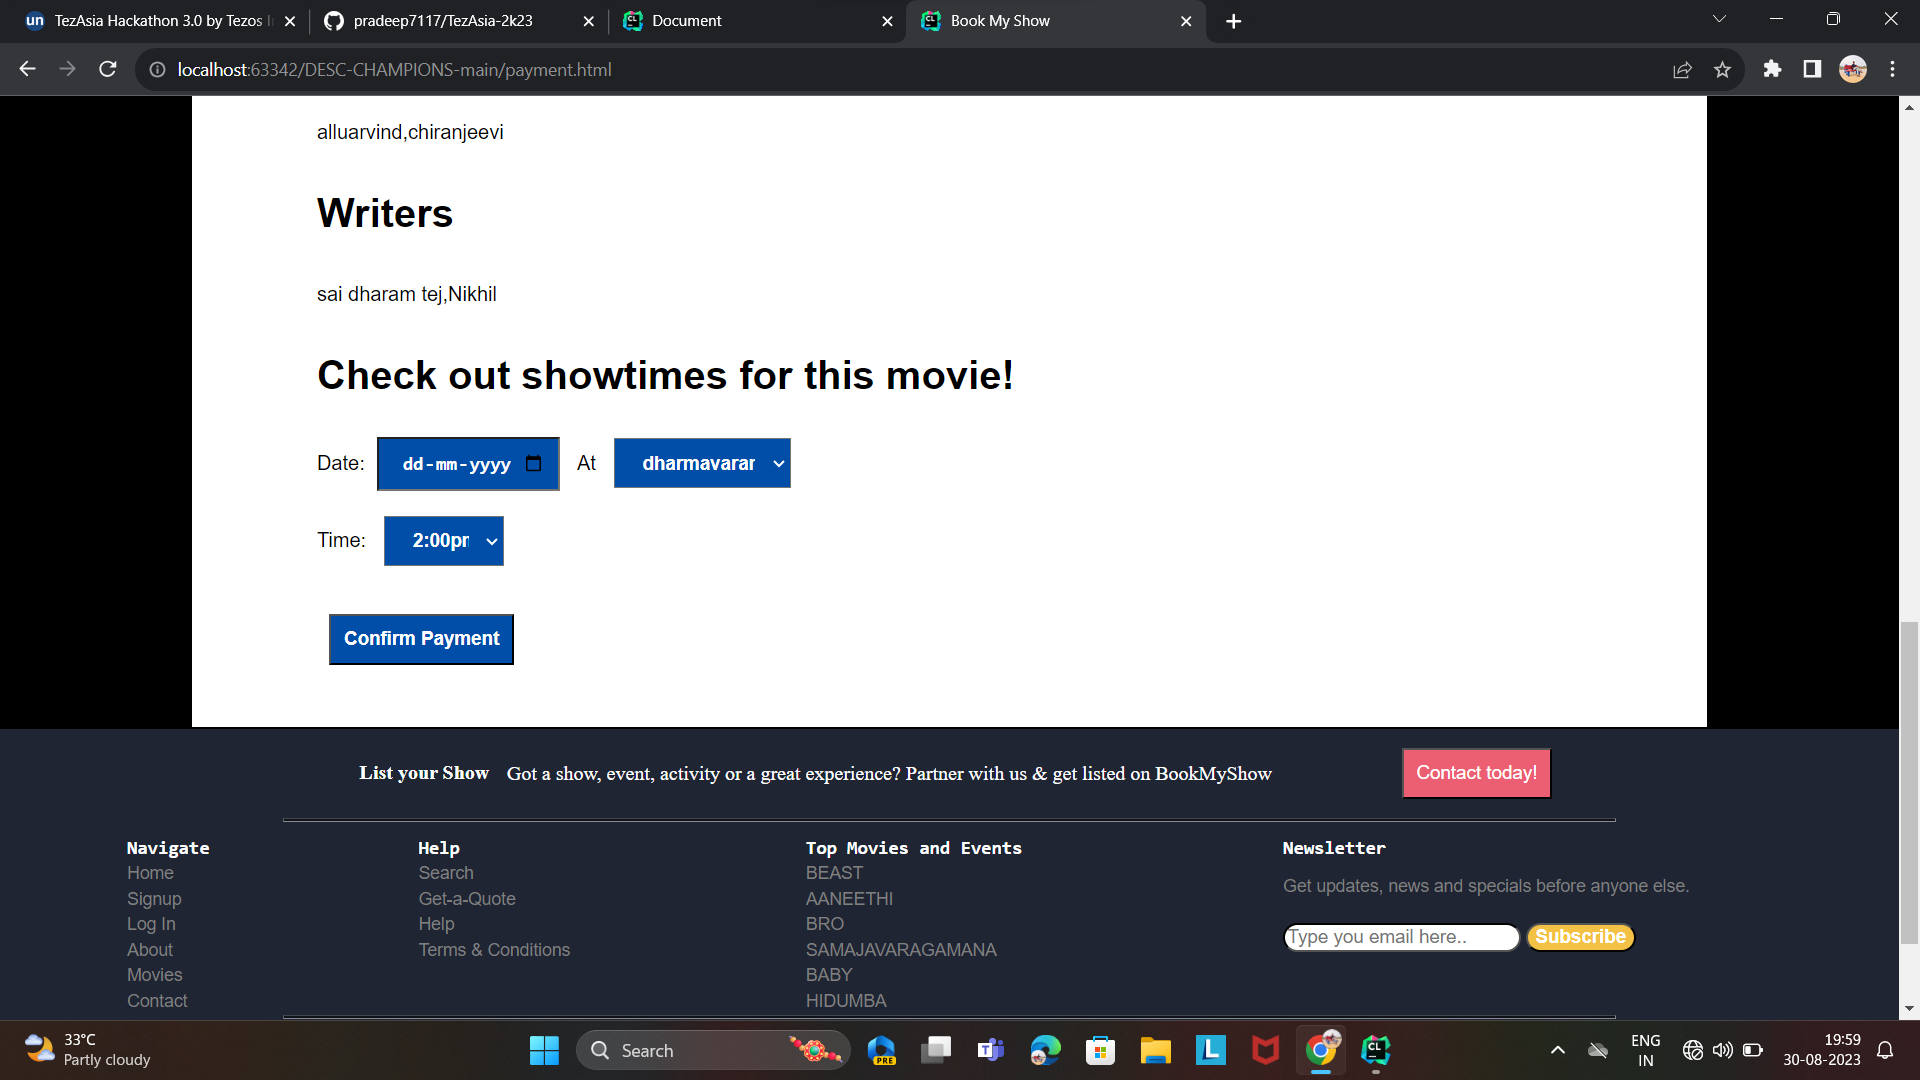 un TezAsia Hackathon 3.0 by Tezos I
pradeep7117/TezAsia-2k23
Document
Book My Show
localhost:63342/DESC-CHAMPIONS-main/payment.html
alluarvind,chiranjeevi
Writers
sai dharam tej,Nikhil
Check out showtimes for this movie!
Date: dd-mm-yyyy At dharmavarar
Time: 2:00pr
Confirm Payment
List your Show Got a show, event, activity or a great experience? Partner with us & get listed on BookMyShow Contact today!
Navigate
Home
Signup
Log In
About
Movies
Contact
Help
Search
Get-a-Quote
Help
Terms & Conditions
Top Movies and Events
BEAST
AANEETHI
BRO
SAMAJAVARAGAMANA
BABY
HIDUMBA
Newsletter
Get updates, news and specials before anyone else.
Type you email here.. Subscribe
33°C
Partly cloudy
Search
PRE
L
CL
ENG
IN
19:59
30-08-2023